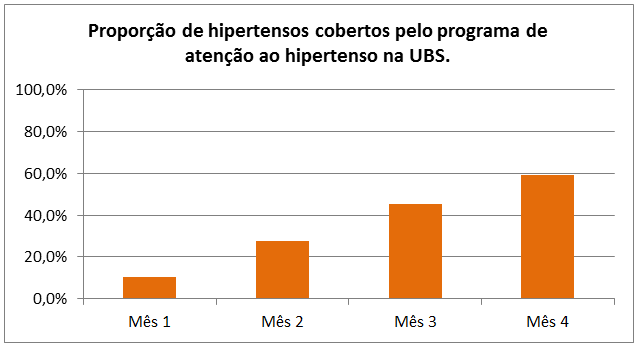 Proporção de hipertensos cobertos pelo programa de
atenção ao hipertenso na UBS.
100,0%
80,0%
60,0%
40,0%
20,0%
0,0%
Mês 1 Mês 2 Mês 3 Mês 4